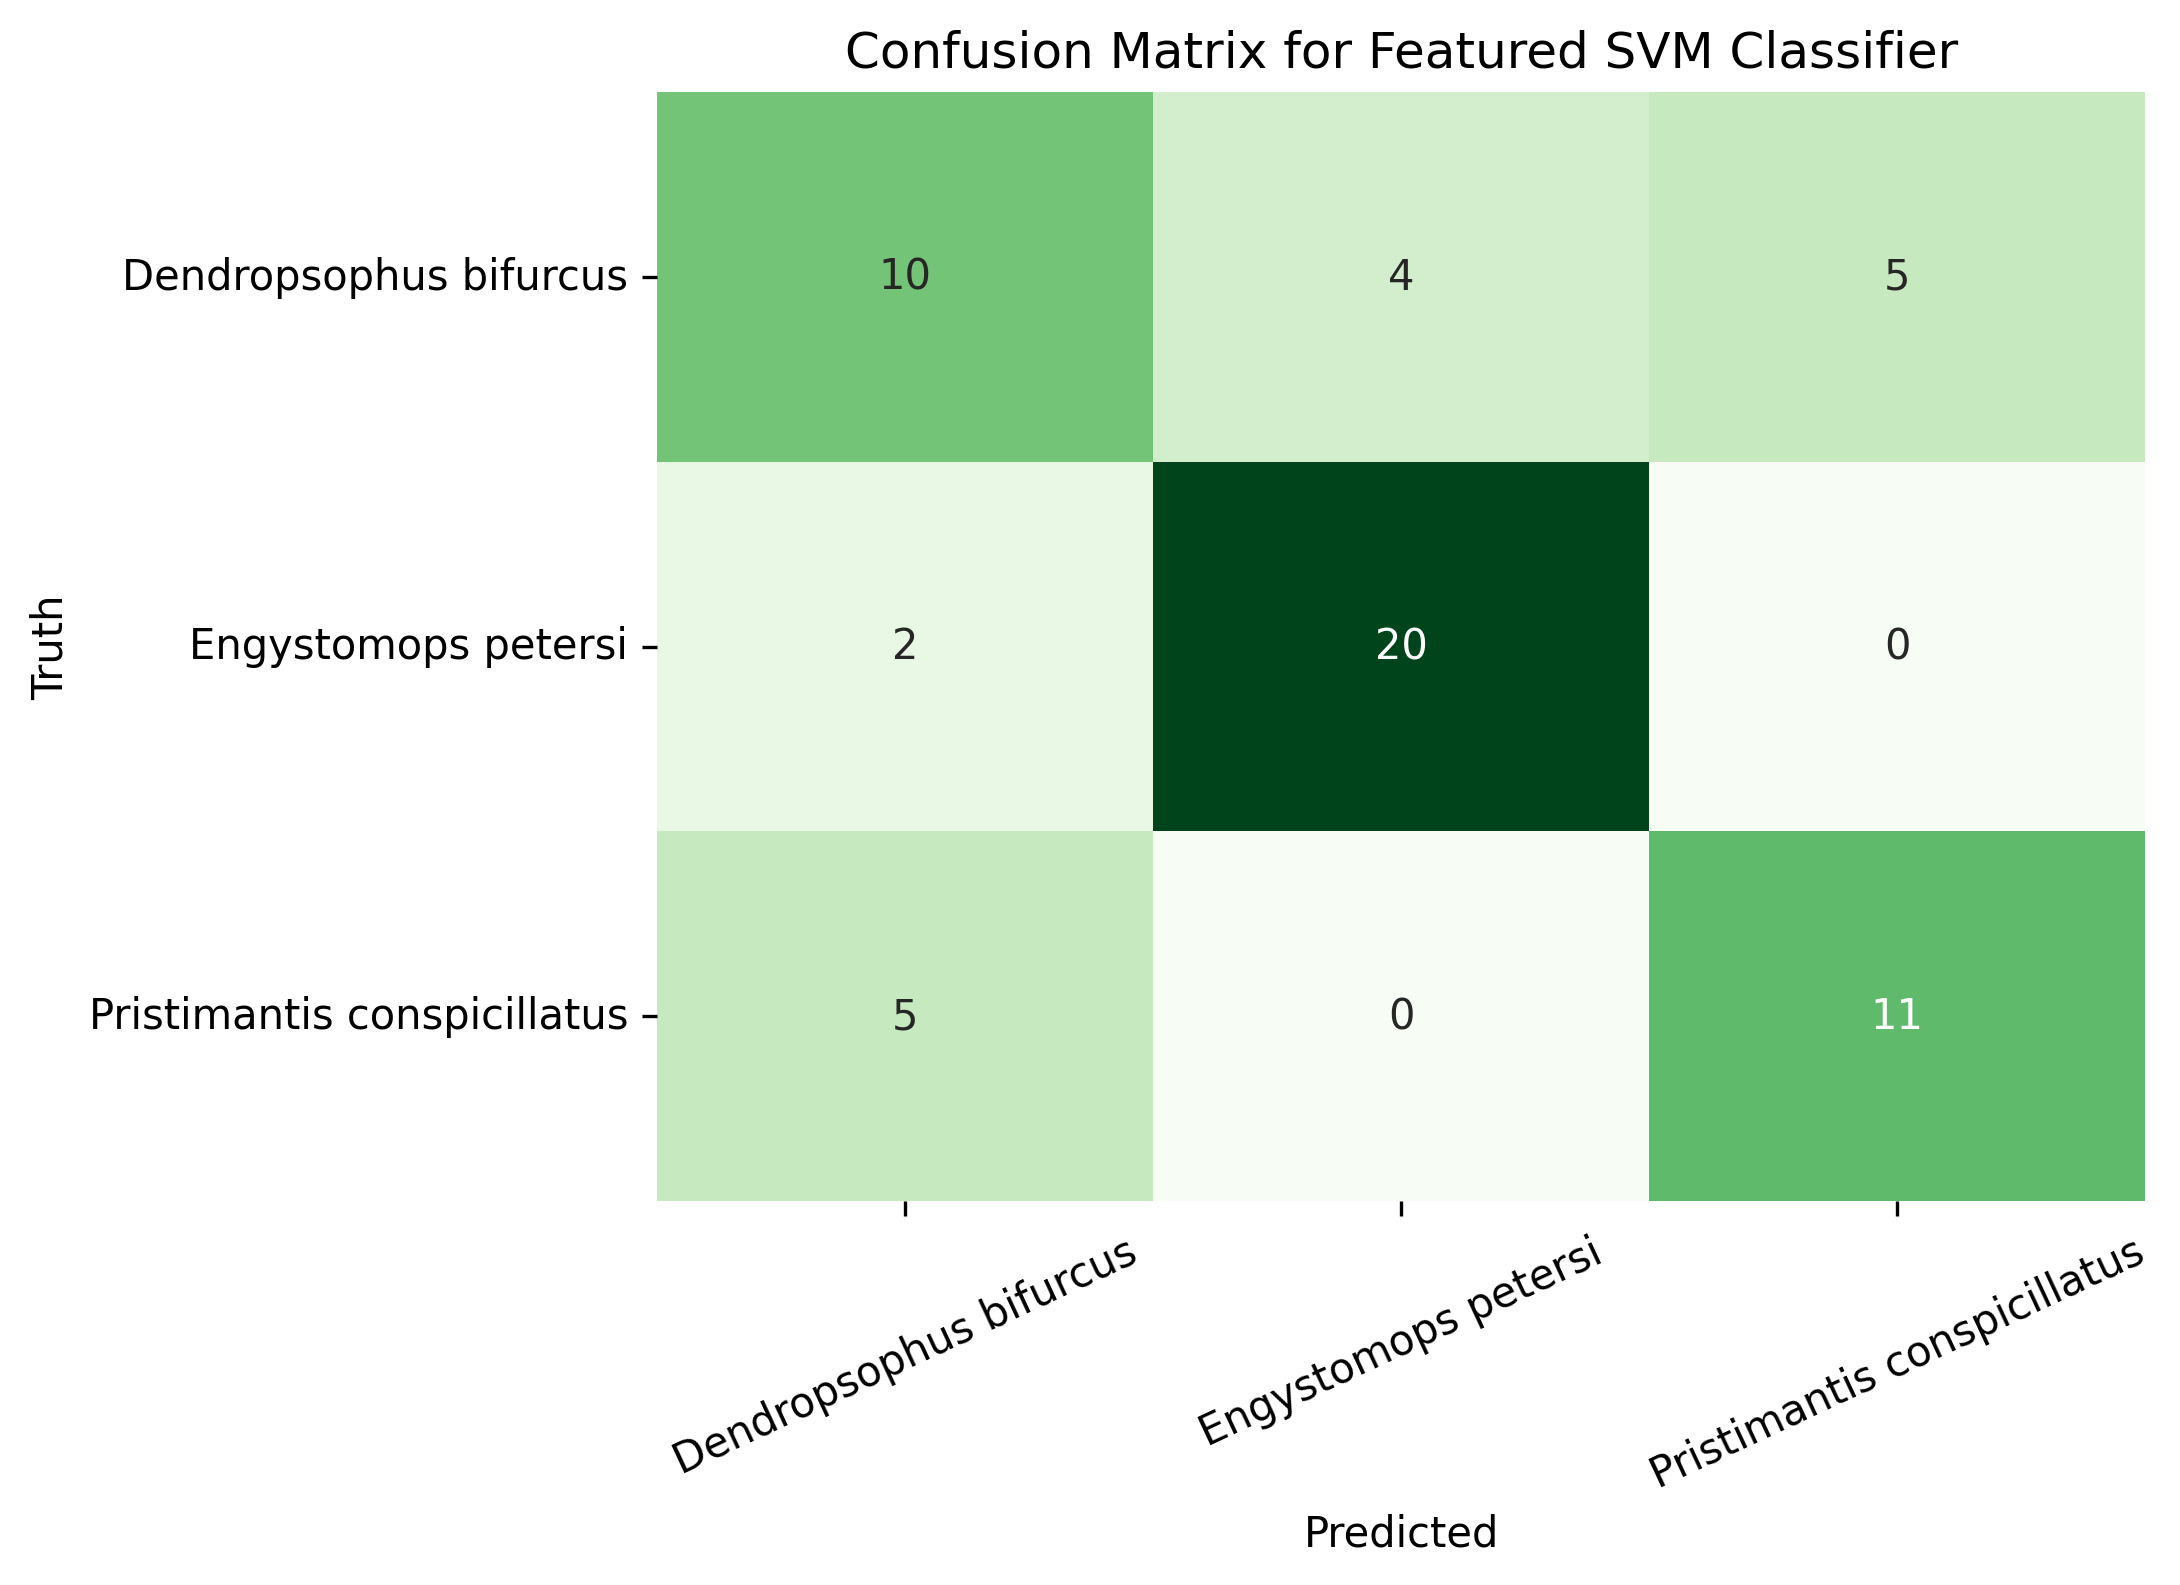 Confusion Matrix for Featured SVM Classifier
Dendropsophus bifurcus 10 4 5
Engystomops petersi 2 20 0
Pristimantis conspicillatus 5 0 11
Truth
Dendropsophus bifurcus Engystomops petersi Pristimantis conspicillatus
Predicted